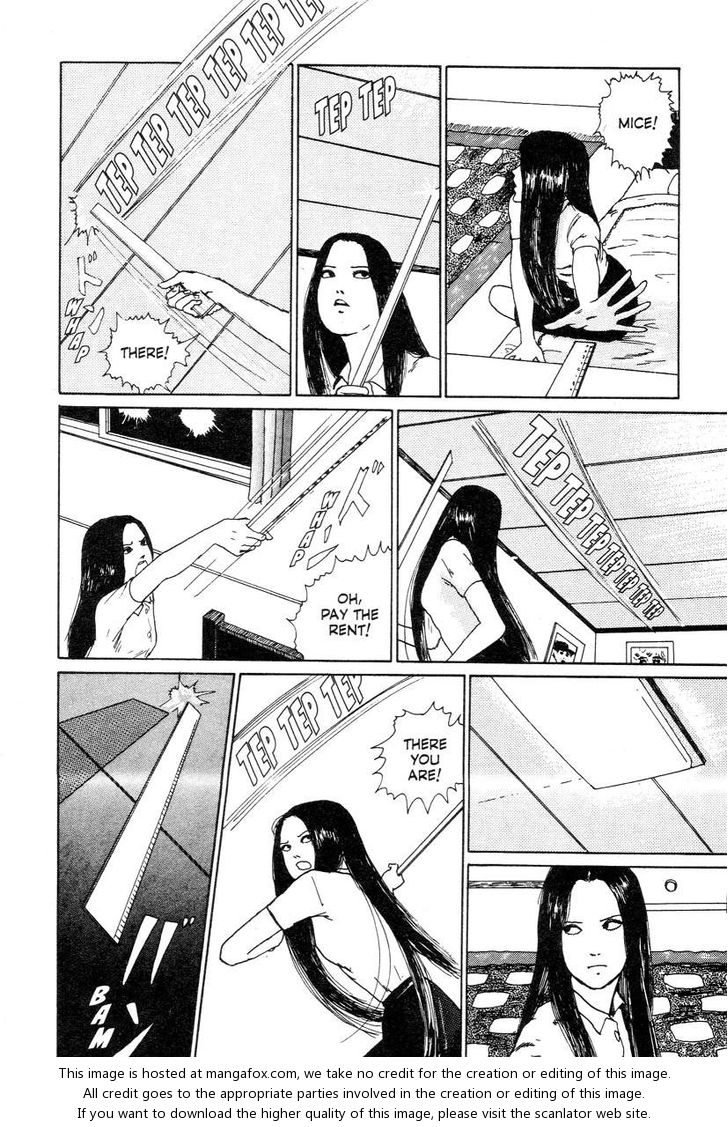 MICE!
TEP TEP
TEP TEP TEP TEP TEP TEP
WHAP
THERE!
TEP TEP TEP TEP TEP TEP TEP
WHAP
OH,
PAY THE
RENT!
TEP TEP TEP
THERE
YOU
ARE!
BAM
This image is hosted at mangafox.com, we take no credit for the creation or editing of this image.
All credit goes to the appropriate parties involved in the creation or editing of this image.
If you want to download the higher quality of this image, please visit the scanlator web site.